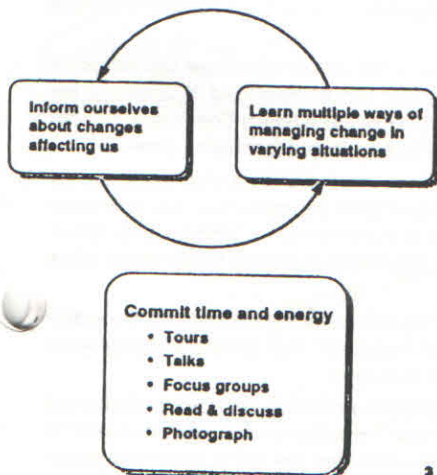 Inform ourselves
about changes
affecting us
Learn multiple ways of
managing change in
varying situations
Commit time and energy
• Tours
• Talks
• Focus groups
• Read & discuss
• Photograph